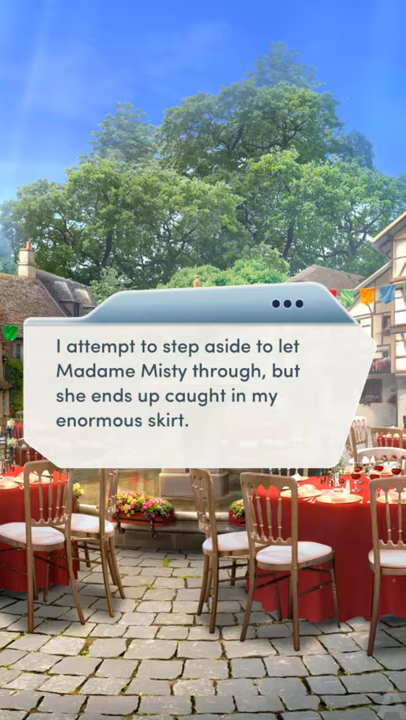 I attempt to step aside to let
Madame Misty through, but
she ends up caught in my
enormous skirt.